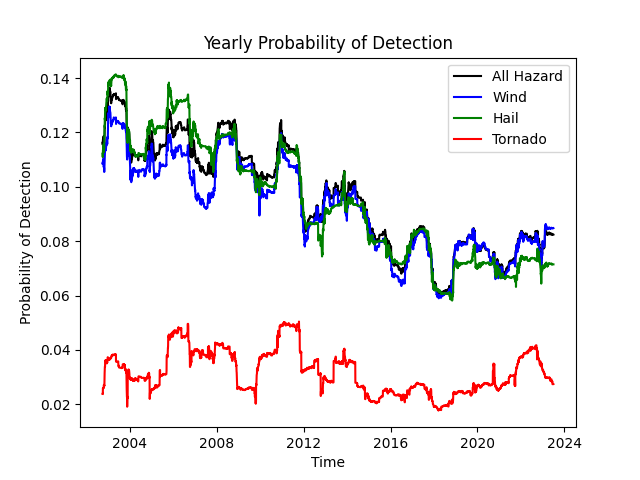 Yearly Probability of Detection
All Hazard
Wind
Hail
Tornado
Probability of Detection
0.14
0.12
0.10
0.08
0.06
0.04
0.02
2004 2008 2012 2016 2020 2024
Time